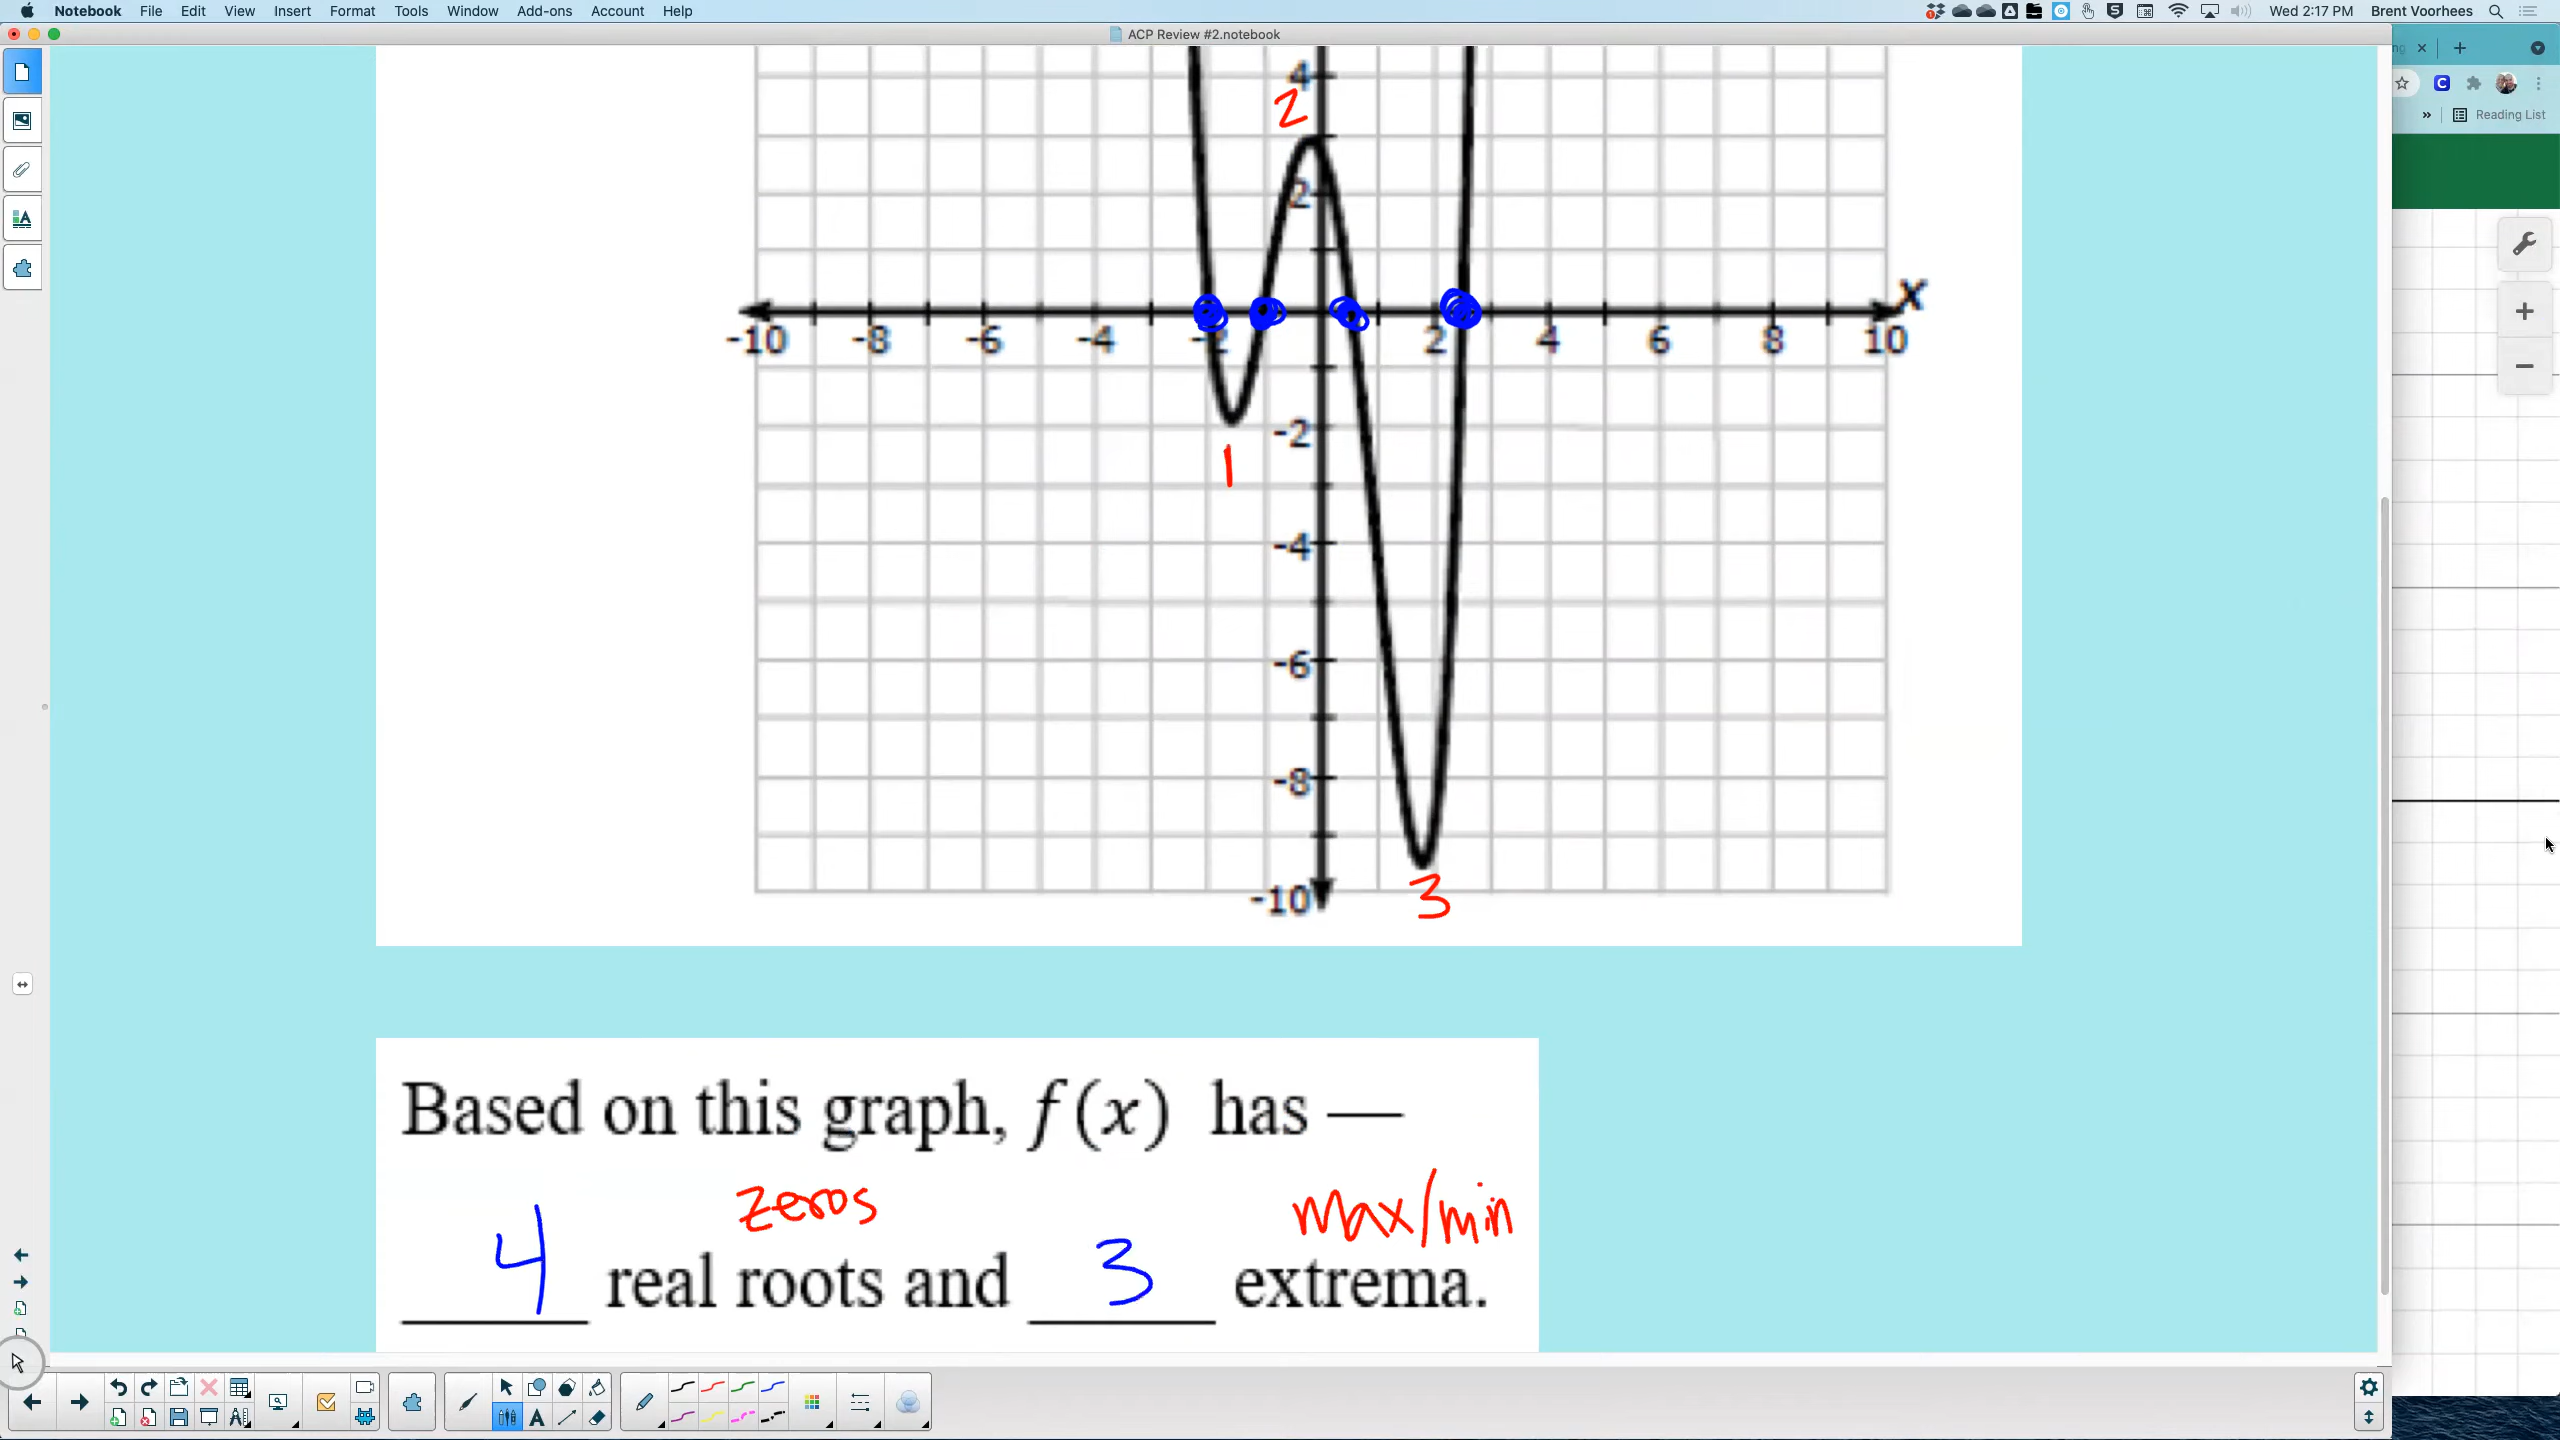 Notebook File Edit View Insert Format Tools Window Add-ons Account Help Wed 2:17 PM Brent Voorhees
ACP Review #2.notebook
Reading List
4
2
2
x
-10 -8 -6 -4 -2 2 4 6 8 10
-2
1
-4
-6
-8
-10
3
Based on this graph, f(x) has —
zeros max/min
4 real roots and 3 extrema.